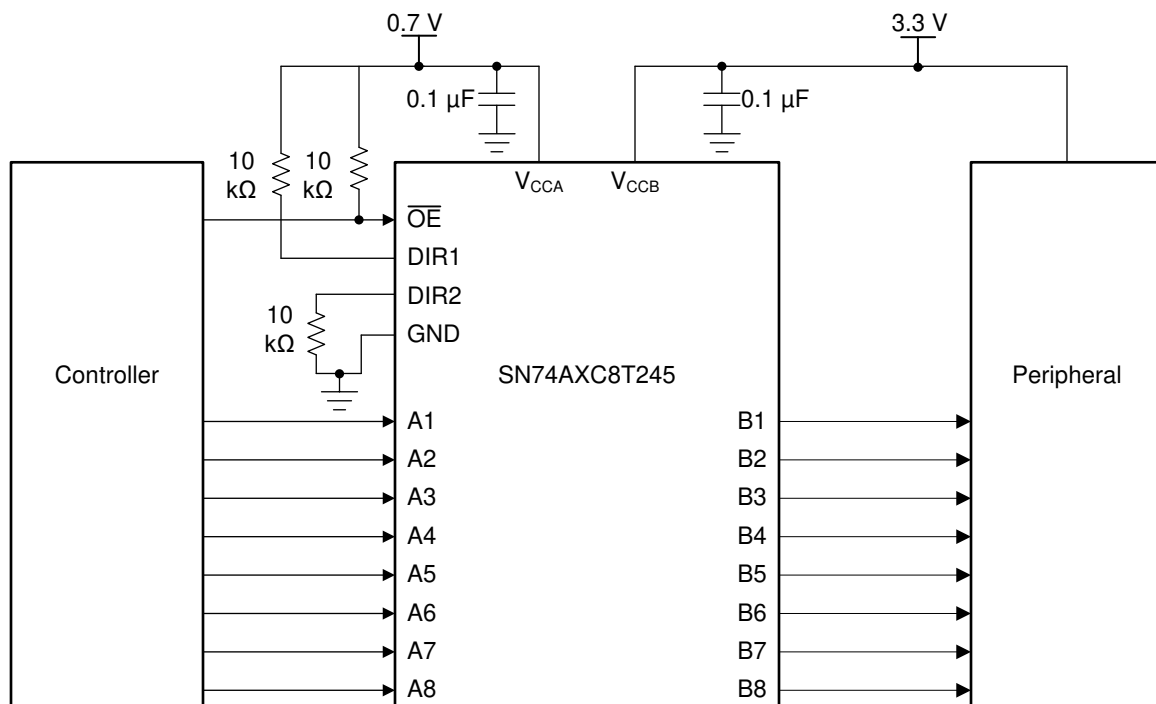 0.7 V
3.3 V
0.1 µF
0.1 µF
10
kΩ
10
kΩ
VCCA
VCCB
OE
DIR1
DIR2
10
kΩ
GND
Controller
SN74AXC8T245
Peripheral
A1
B1
A2
B2
A3
B3
A4
B4
A5
B5
A6
B6
A7
B7
A8
B8